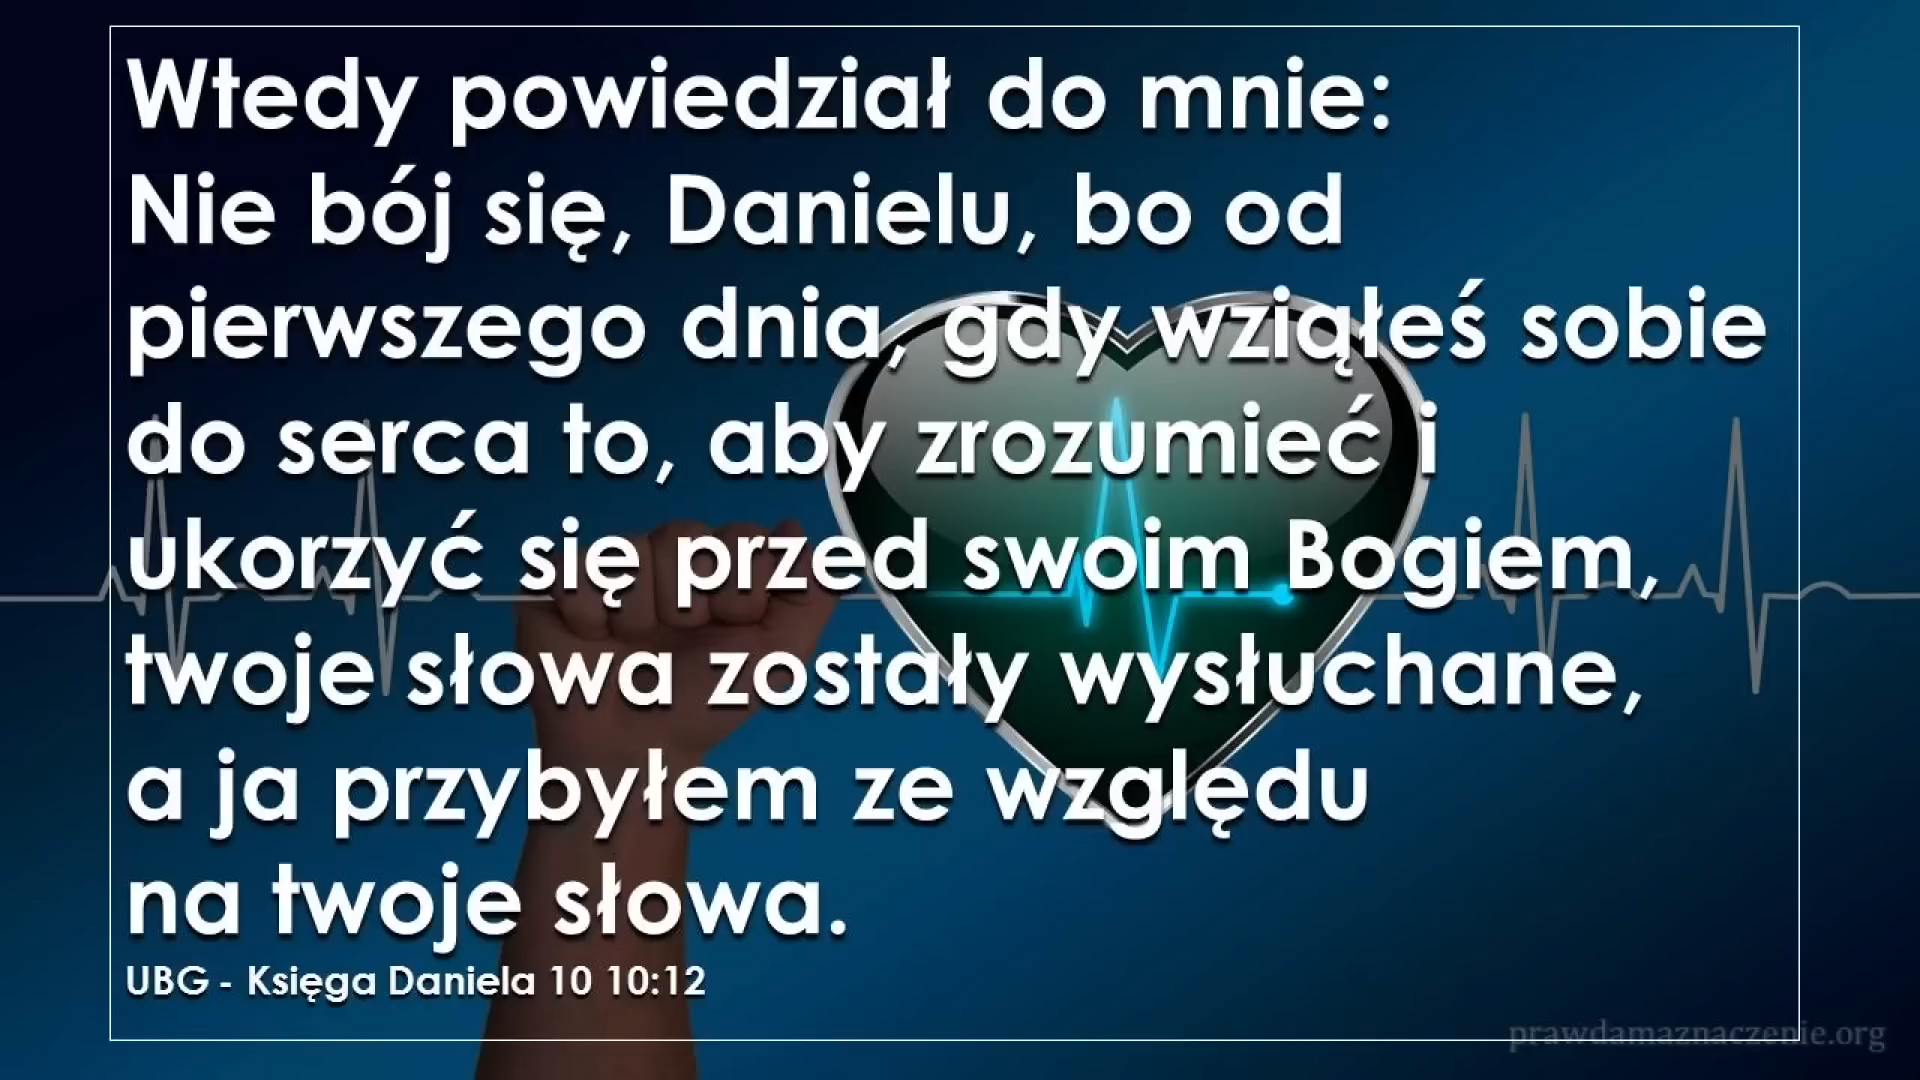 Wtedy powiedział do mnie:
Nie bój się, Danielu, bo od
pierwszego dnia, gdy wziąłeś sobie
do serca to, aby zrozumieć i
ukorzyć się przed swoim Bogiem,
twoje słowa zostały wysłuchane,
a ja przybyłem ze względu
na twoje słowa.
UBG - Księga Daniela 10 10:12
prawdamaznaczenie.org